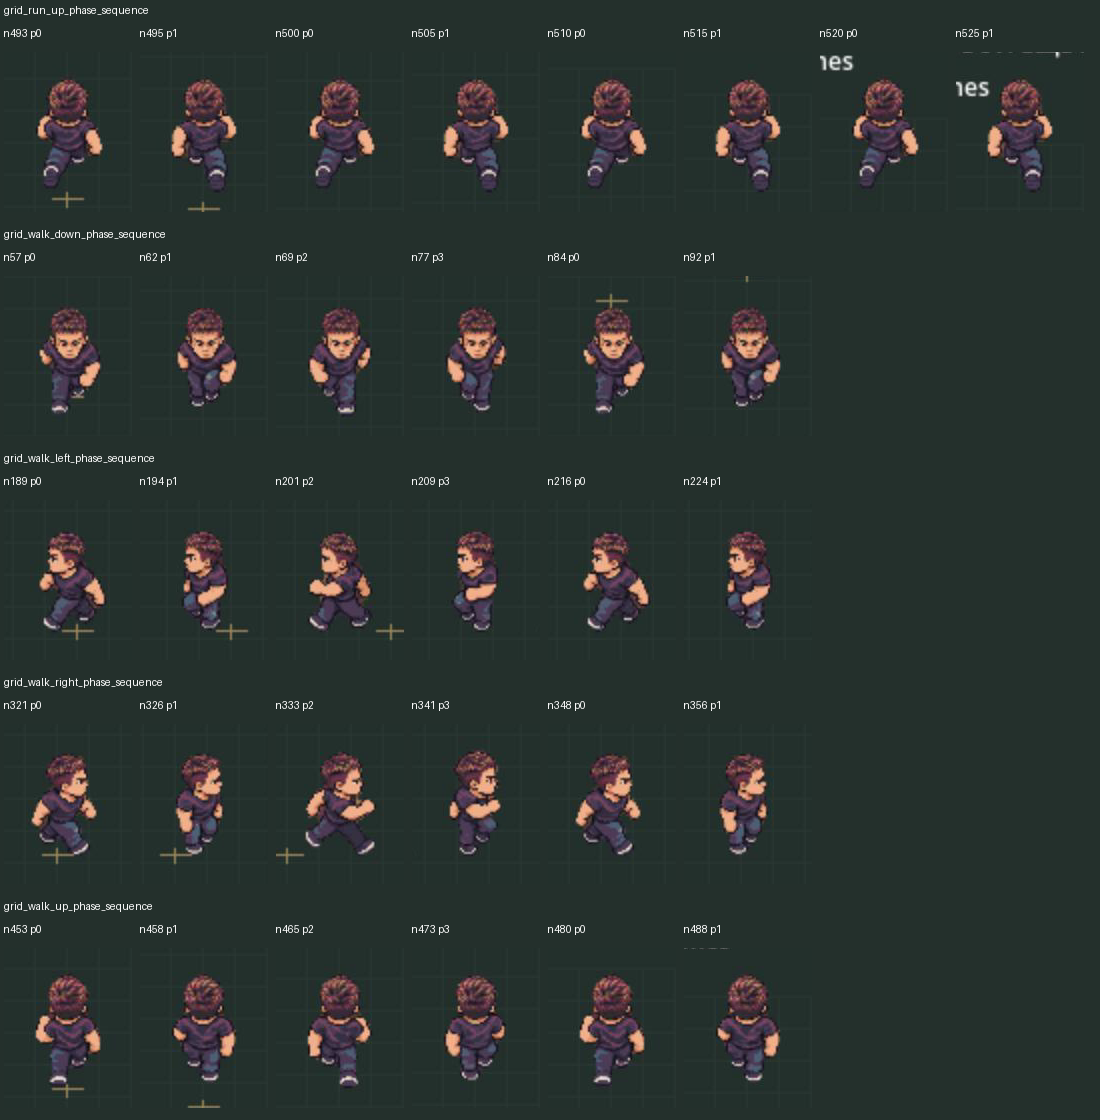 grid_run_up_phase_sequence
n493 p0 n495 p1 n500 p0 n505 p1 n510 p0 n515 p1 n520 p0 n525 p1
nes
nes
grid_walk_down_phase_sequence
n57 p0 n62 p1 n69 p2 n77 p3 n84 p0 n92 p1
grid_walk_left_phase_sequence
n189 p0 n194 p1 n201 p2 n209 p3 n216 p0 n224 p1
grid_walk_right_phase_sequence
n321 p0 n326 p1 n333 p2 n341 p3 n348 p0 n356 p1
grid_walk_up_phase_sequence
n453 p0 n458 p1 n465 p2 n473 p3 n480 p0 n488 p1